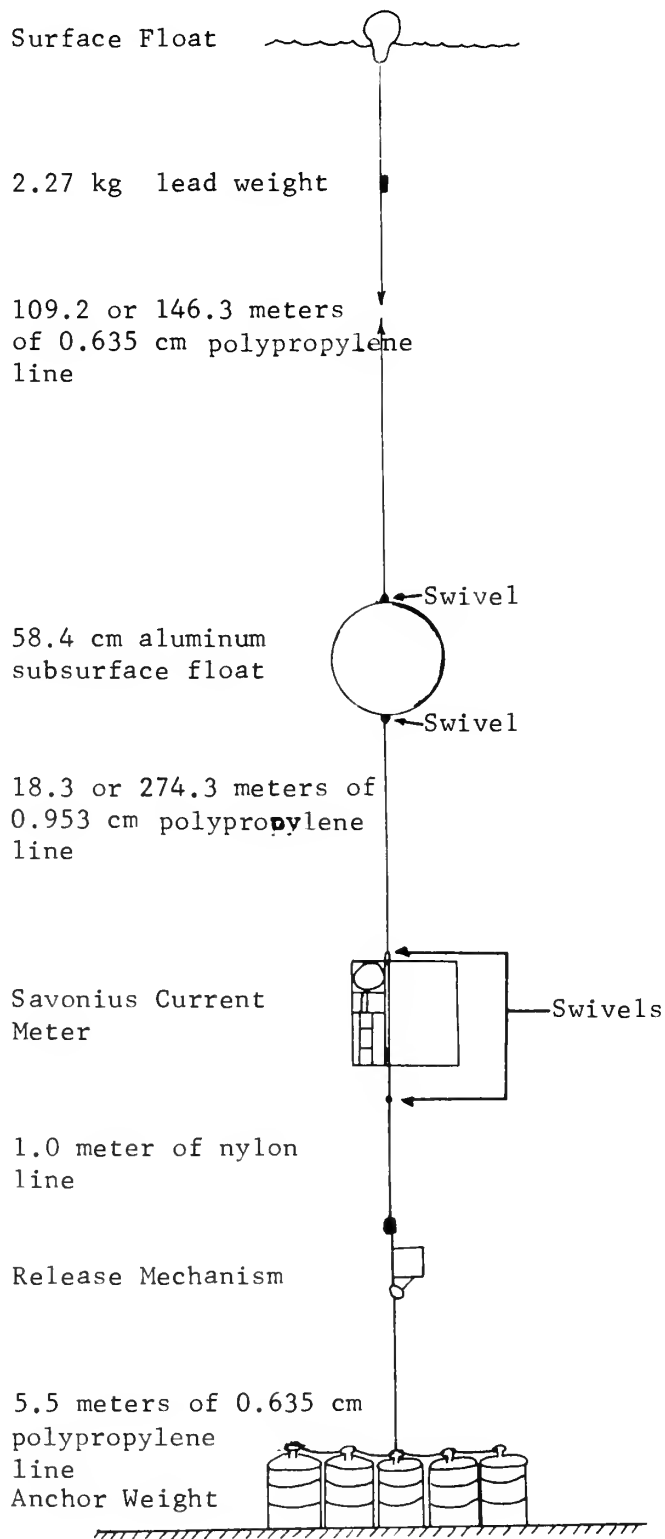 Surface Float
2.27 kg lead weight
109.2 or 146.3 meters
of 0.635 cm polypropylene
line
Swivel
58.4 cm aluminum
subsurface float
Swivel
18.3 or 274.3 meters of
0.953 cm polypropylene
line
Savonius Current
Meter
Swivels
1.0 meter of nylon
line
Release Mechanism
5.5 meters of 0.635 cm
polypropylene
line
Anchor Weight